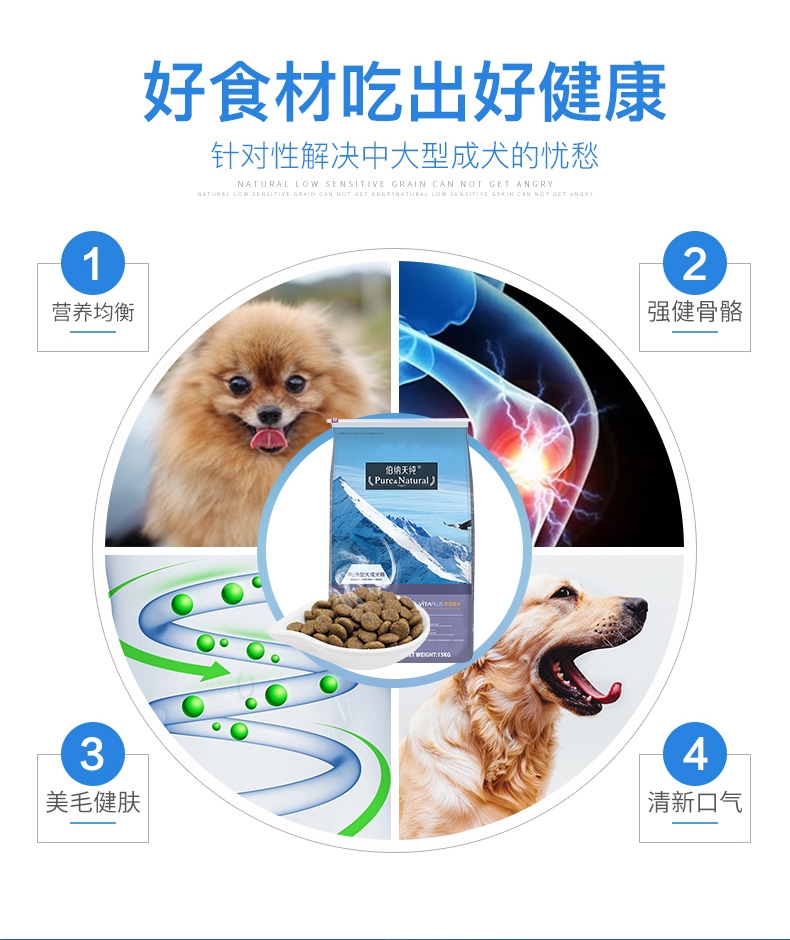 好食材吃出好健康
针对性解决中大型成犬的忧愁
NATURAL LOW SENSITIVE GRAIN CAN NOT GET ANGRY
NATURAL LOW SENSITIVE GRAIN CAN NOT GET ANGRYNATURAL LOW SENSITIVE GRAIN CAN NOT GET ANGRY
1
营养均衡
2
强健骨骼
伯纳天纯®
Pure&Natural
VITAPLUS
ET WEIGHT:15KG
3
美毛健肤
4
清新口气